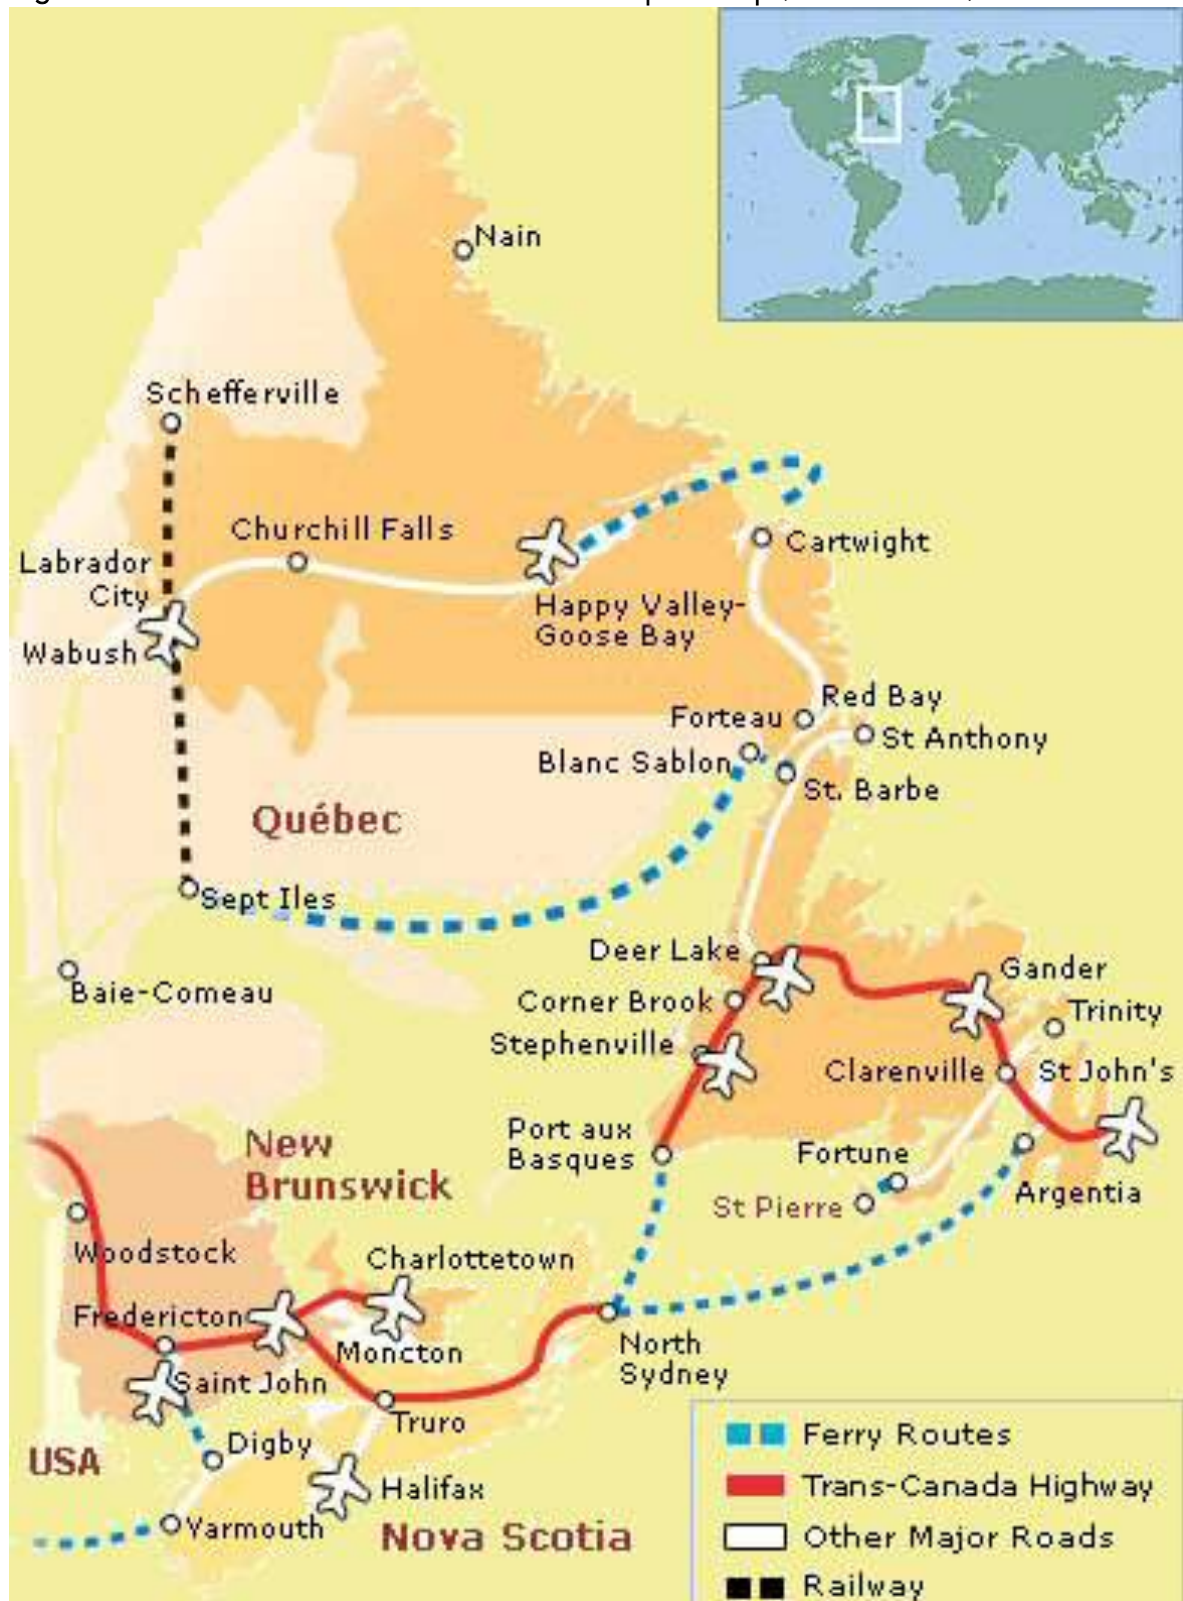 Nain
Schefferville
Churchill Falls
Cartwright
Labrador
City
Happy Valley-
Goose Bay
Wabush
Red Bay
Forteau
St Anthony
Blanc Sablon
St. Barbe
Québec
Sept Iles
Deer Lake
Gander
Baie-Comeau
Corner Brook
Trinity
Stephenville
Clarenville
St John's
Port aux
Basques
Fortune
New
Brunswick
St Pierre
Argentia
Woodstock
Charlottetown
Fredericton
Moncton
North
Sydney
Saint John
Truro
Digby
USA
Halifax
Yarmouth
Nova Scotia
Ferry Routes
Trans-Canada Highway
Other Major Roads
Railway